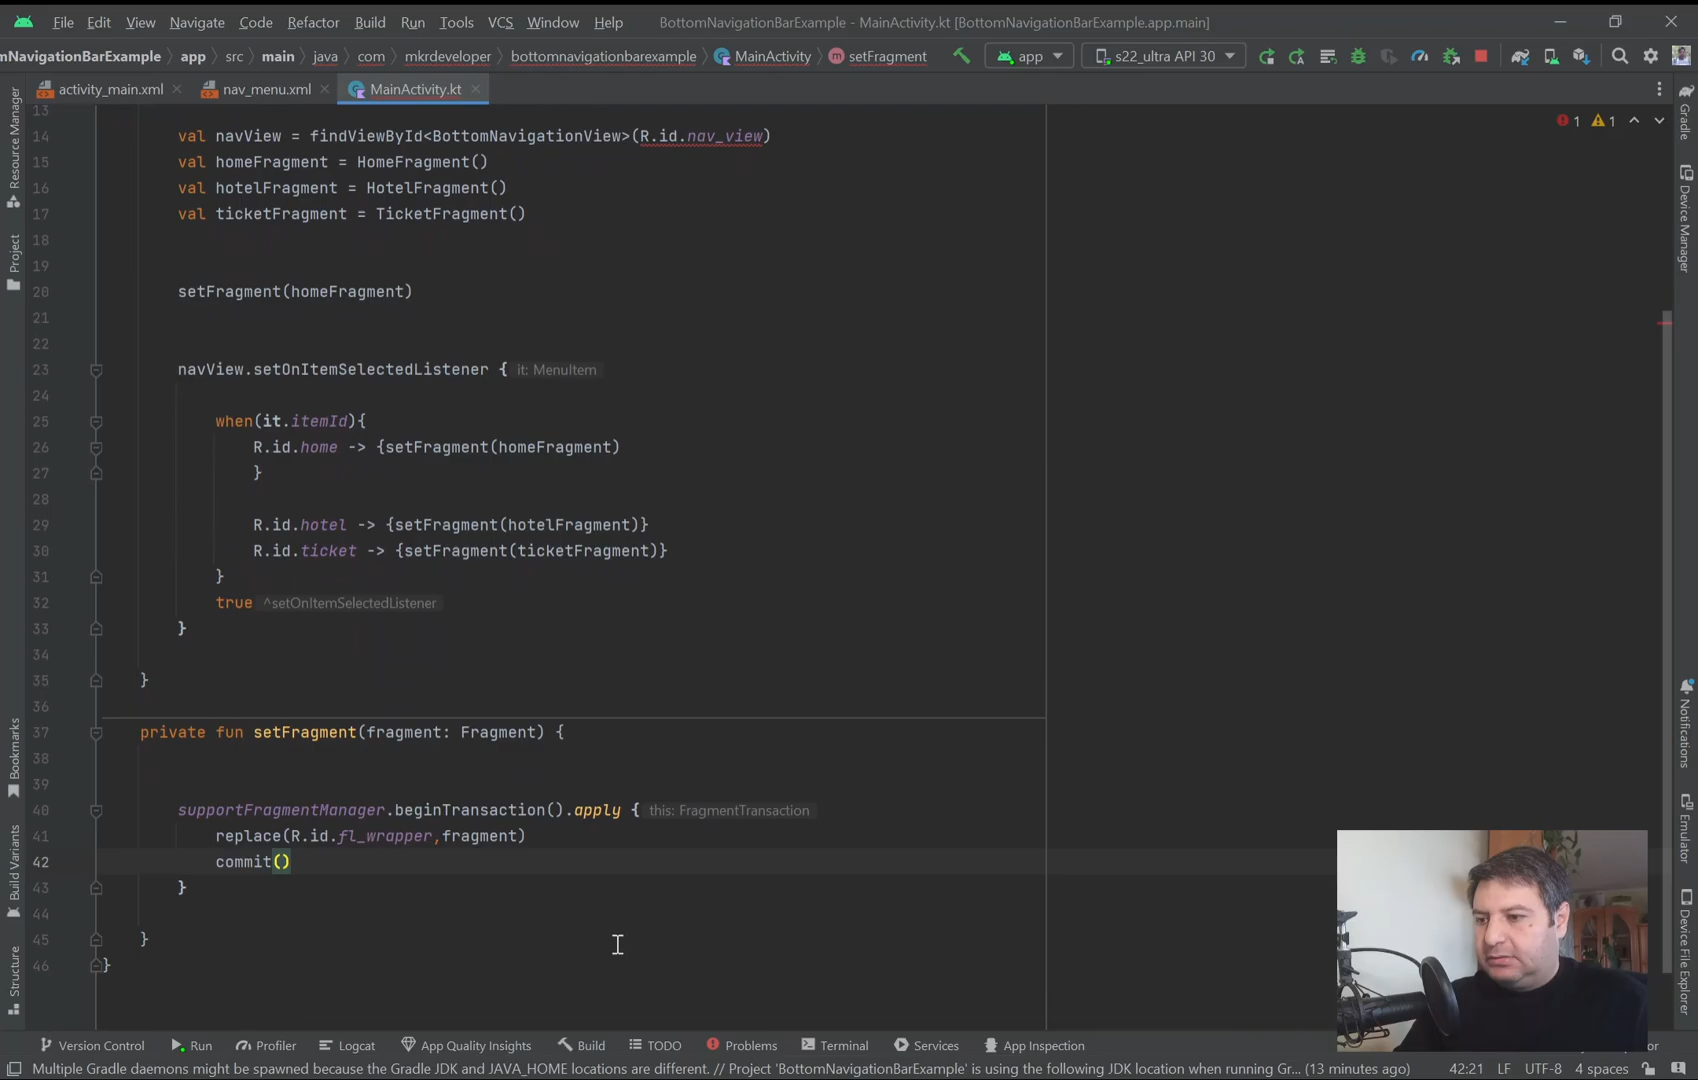 File Edit View Navigate Code Refactor Build Run Tools VCS Window Help BottomNavigationBarExample - MainActivity.kt [BottomNavigationBarExample.app.main]
mNavigationBarExample app src main java com mkrdeveloper bottomnavigationbarexample MainActivity setFragment app s22_ultra API 30
activity_main.xml nav_menu.xml MainActivity.kt
13
14 val navView = findViewById<BottomNavigationView>(R.id.nav_view) 1 1
15 val homeFragment = HomeFragment()
16 val hotelFragment = HotelFragment()
17 val ticketFragment = TicketFragment()
18
19
20 setFragment(homeFragment)
21
22
23 navView.setOnItemSelectedListener { it: MenuItem
24
25 when(it.itemId){
26 R.id.home -> {setFragment(homeFragment)
27 }
28
29 R.id.hotel -> {setFragment(hotelFragment)}
30 R.id.ticket -> {setFragment(ticketFragment)}
31 }
32 true ^setOnItemSelectedListener
33 }
34
35 }
36
37 private fun setFragment(fragment: Fragment) {
38
39
40 supportFragmentManager.beginTransaction().apply { this: FragmentTransaction
41 replace(R.id.fl_wrapper,fragment)
42 commit()
43 }
44
45 }
46 }
Resource Manager
Project
Bookmarks
Build Variants
Structure
Gradle
Device Manager
Notifications
Emulator
Device File Explorer
Version Control Run Profiler Logcat App Quality Insights Build TODO Problems Terminal Services App Inspection or
Multiple Gradle daemons might be spawned because the Gradle JDK and JAVA_HOME locations are different. // Project 'BottomNavigationBarExample' is using the following JDK location when running Gr... (13 minutes ago) 42:21 LF UTF-8 4 spaces